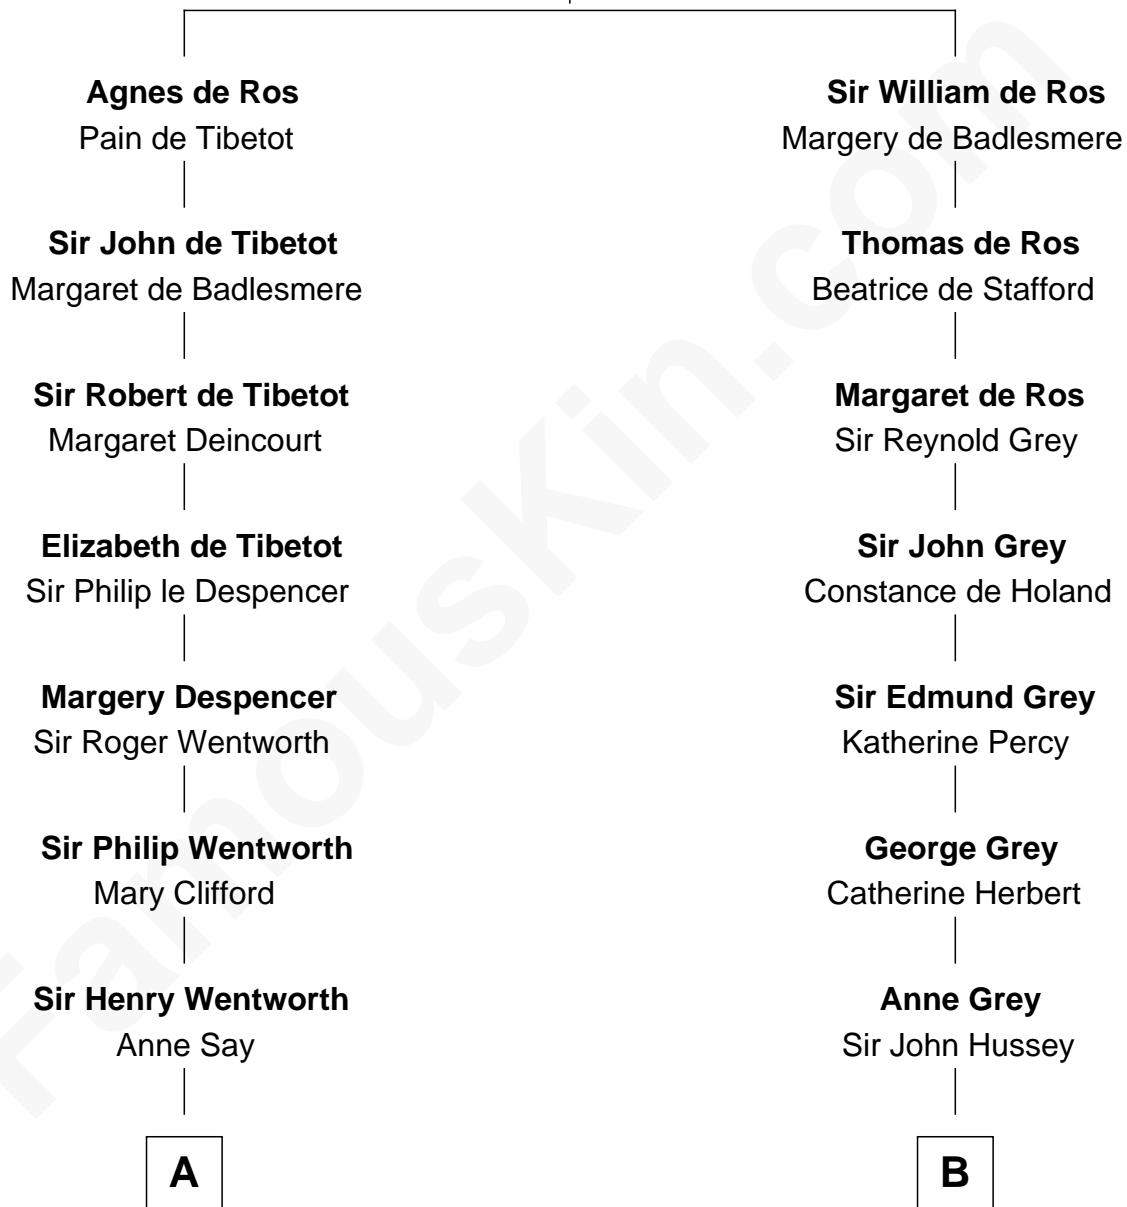 Agnes de Ros
Pain de Tibetot
Sir William de Ros
Margery de Badlesmere
Sir John de Tibetot
Margaret de Badlesmere
Thomas de Ros
Beatrice de Stafford
Sir Robert de Tibetot
Margaret Deincourt
Margaret de Ros
Sir Reynold Grey
Elizabeth de Tibetot
Sir Philip le Despencer
Sir John Grey
Constance de Holand
Margery Despencer
Sir Roger Wentworth
Sir Edmund Grey
Katherine Percy
Sir Philip Wentworth
Mary Clifford
George Grey
Catherine Herbert
Sir Henry Wentworth
Anne Say
Anne Grey
Sir John Hussey
A
B
FamousKin.com